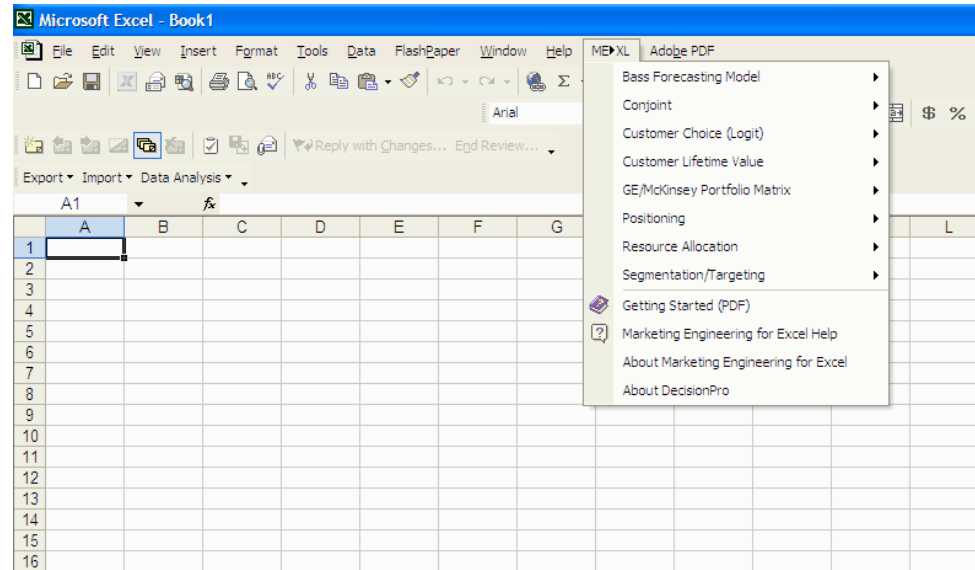 Microsoft Excel - Book1
File Edit View Insert Format Tools Data FlashPaper Window Help ME▶XL Adobe PDF
ABC Σ
Arial $ %
Reply with Changes... End Review...
Export Import Data Analysis
A1 fx
A B C D E F G L
1
2
3
4
5
6
7
8
9
10
11
12
13
14
15
16
Bass Forecasting Model
Conjoint
Customer Choice (Logit)
Customer Lifetime Value
GE/McKinsey Portfolio Matrix
Positioning
Resource Allocation
Segmentation/Targeting
Getting Started (PDF)
Marketing Engineering for Excel Help
About Marketing Engineering for Excel
About DecisionPro